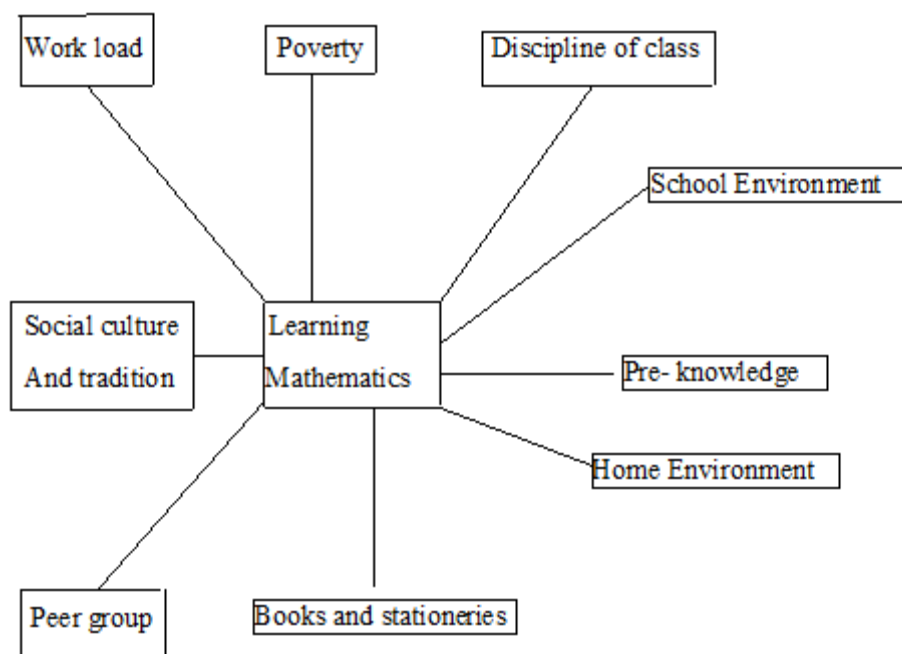 Work load
Poverty
Discipline of class
School Environment
Social culture
And tradition
Learning
Mathematics
Pre- knowledge
Home Environment
Peer group
Books and stationeries